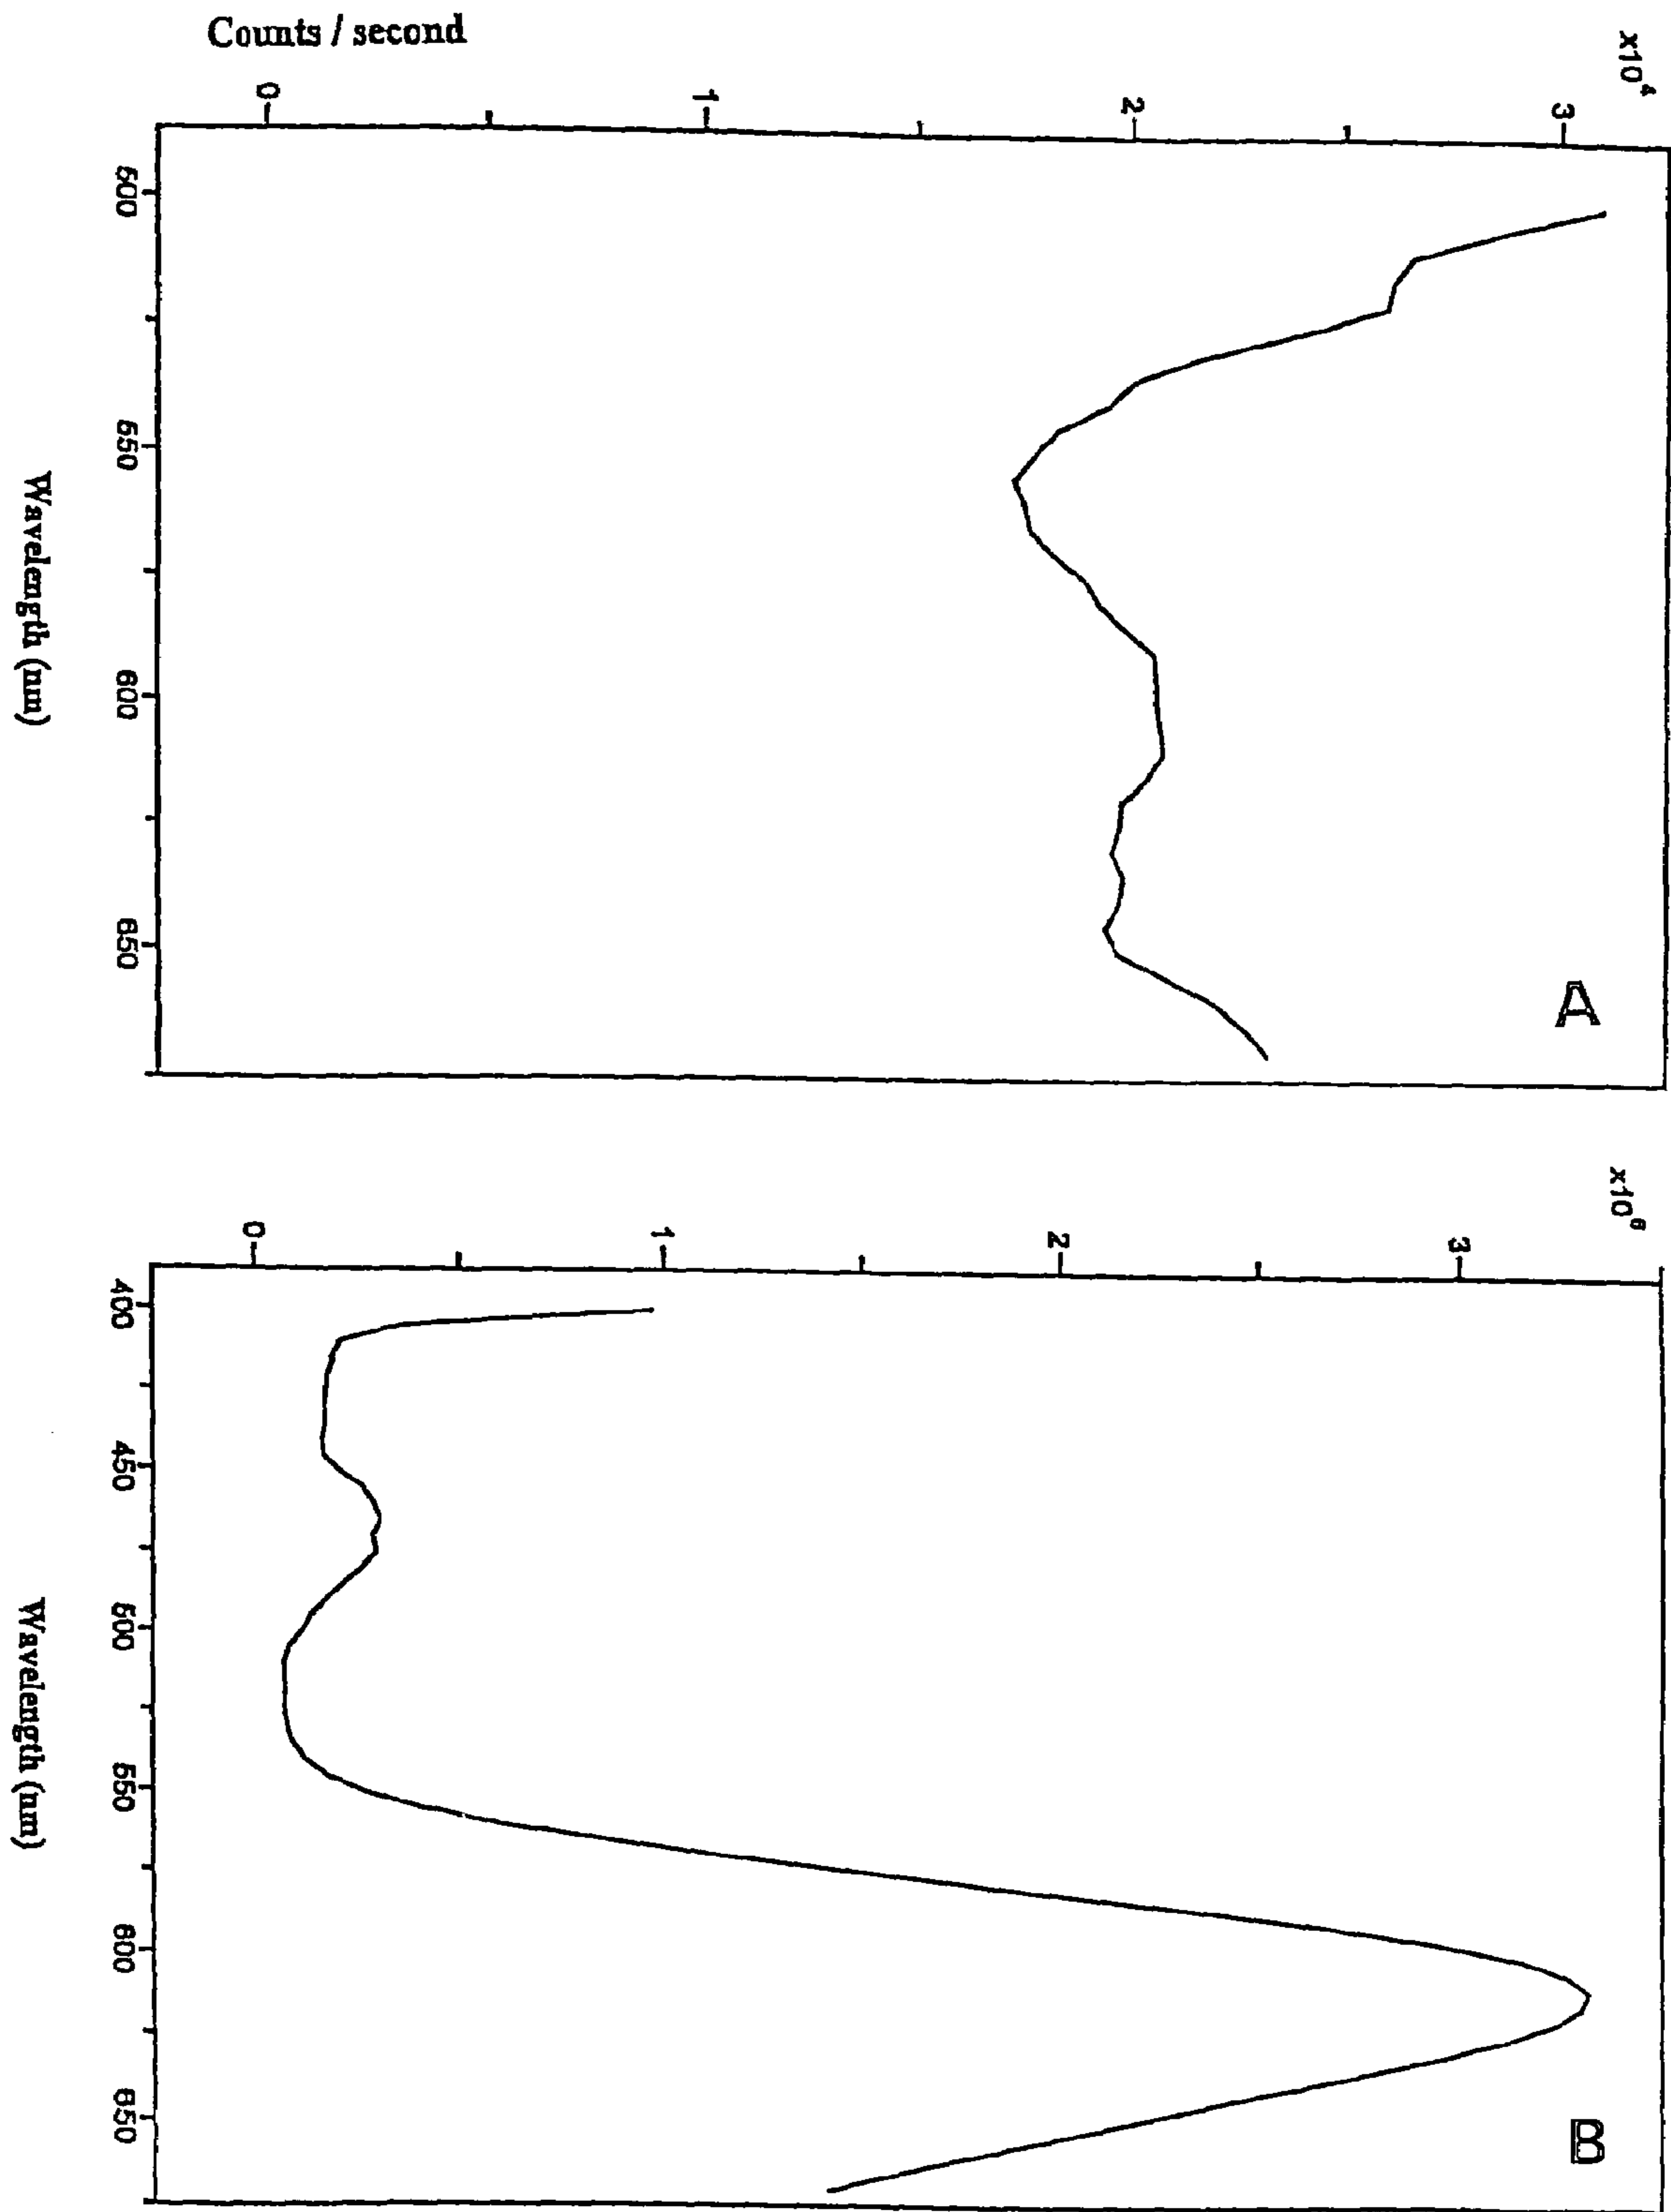 x10⁴
3
2
1
0
Counts / second
500 550 600 650
Wavelength (nm)
A
x10⁶
3
2
1
0
400 450 500 550 600 650
Wavelength (nm)
B